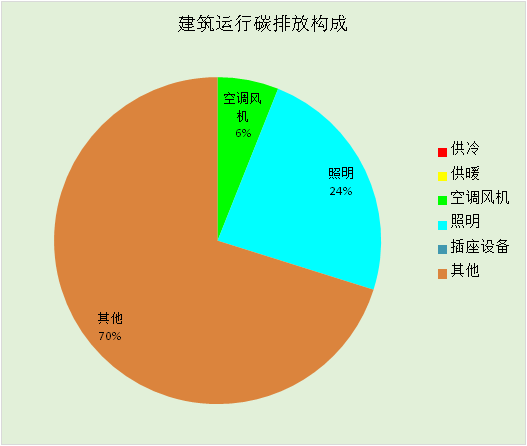 建筑运行碳排放构成
空调风
机
6%
照明
24%
其他
70%
供冷
供暖
空调风机
照明
插座设备
其他